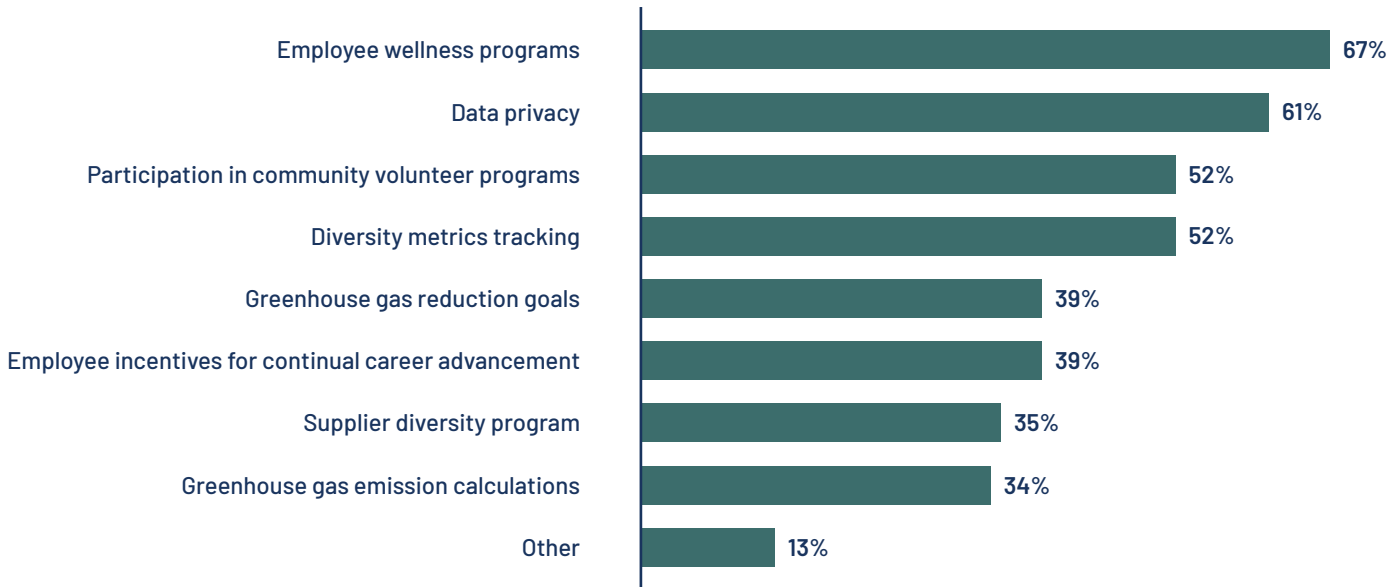 Employee wellness programs 67%
Data privacy 61%
Participation in community volunteer programs 52%
Diversity metrics tracking 52%
Greenhouse gas reduction goals 39%
Employee incentives for continual career advancement 39%
Supplier diversity program 35%
Greenhouse gas emission calculations 34%
Other 13%